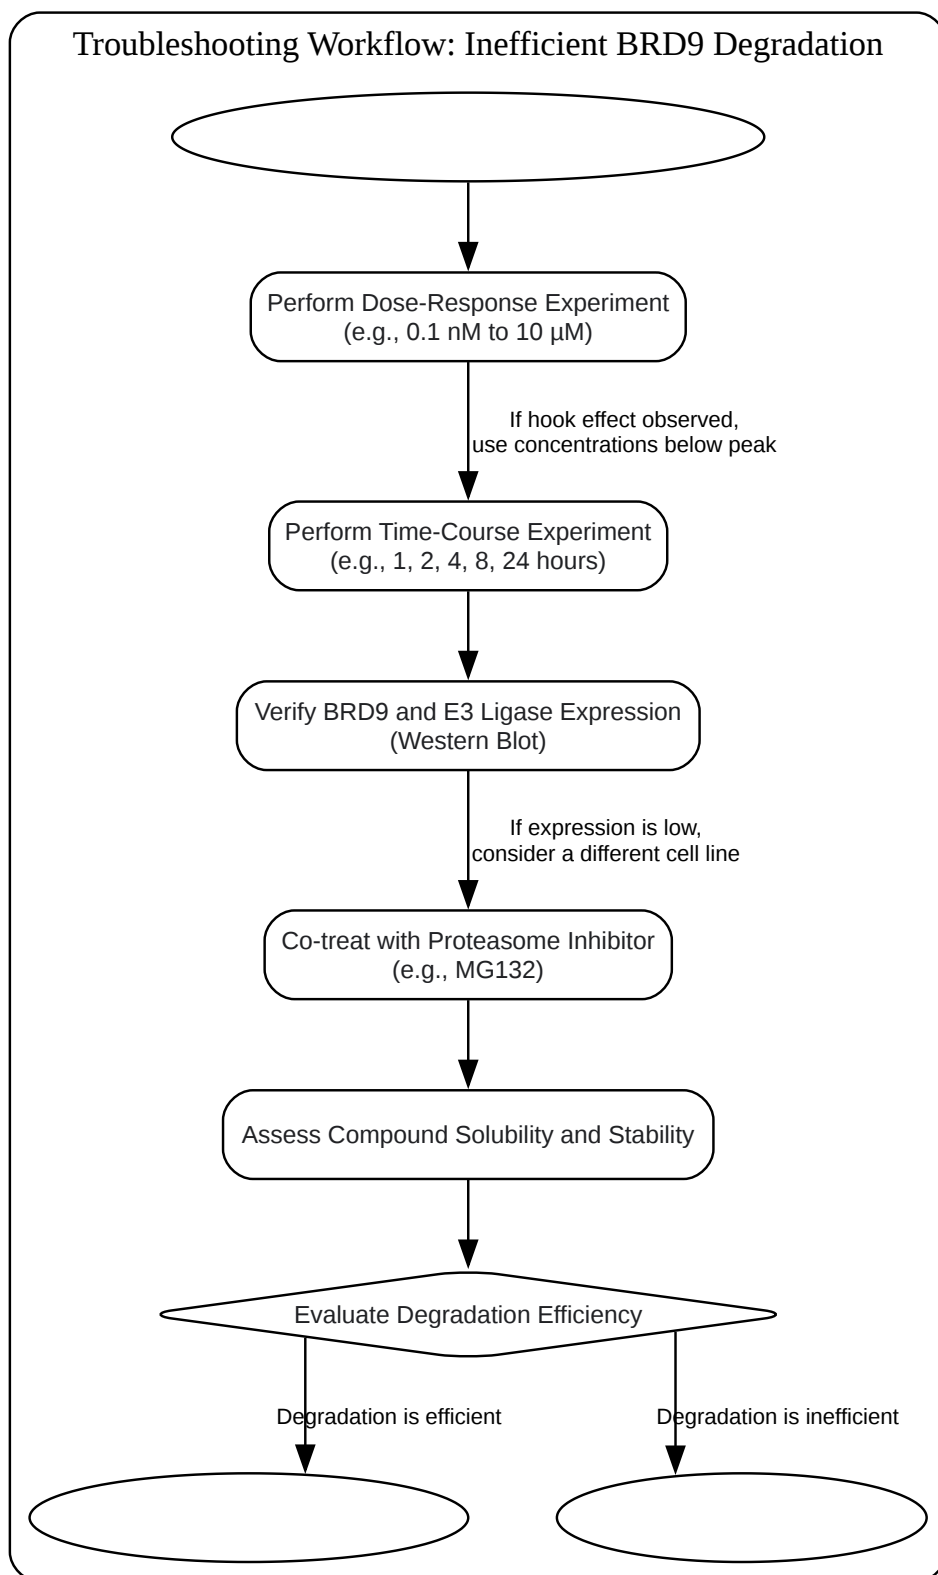 Troubleshooting Workflow: Inefficient BRD9 Degradation
Perform Dose-Response Experiment
(e.g., 0.1 nM to 10 µM)
If hook effect observed,
use concentrations below peak
Perform Time-Course Experiment
(e.g., 1, 2, 4, 8, 24 hours)
Verify BRD9 and E3 Ligase Expression
(Western Blot)
If expression is low,
consider a different cell line
Co-treat with Proteasome Inhibitor
(e.g., MG132)
Assess Compound Solubility and Stability
Evaluate Degradation Efficiency
Degradation is efficient
Degradation is inefficient